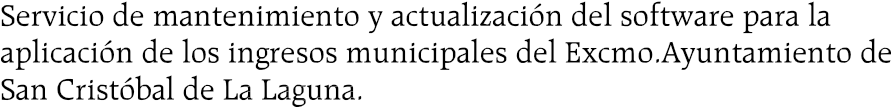 Servicio de mantenimiento y actualización del software para la
aplicación de los ingresos municipales del Excmo.Ayuntamiento de
San Cristóbal de La Laguna.